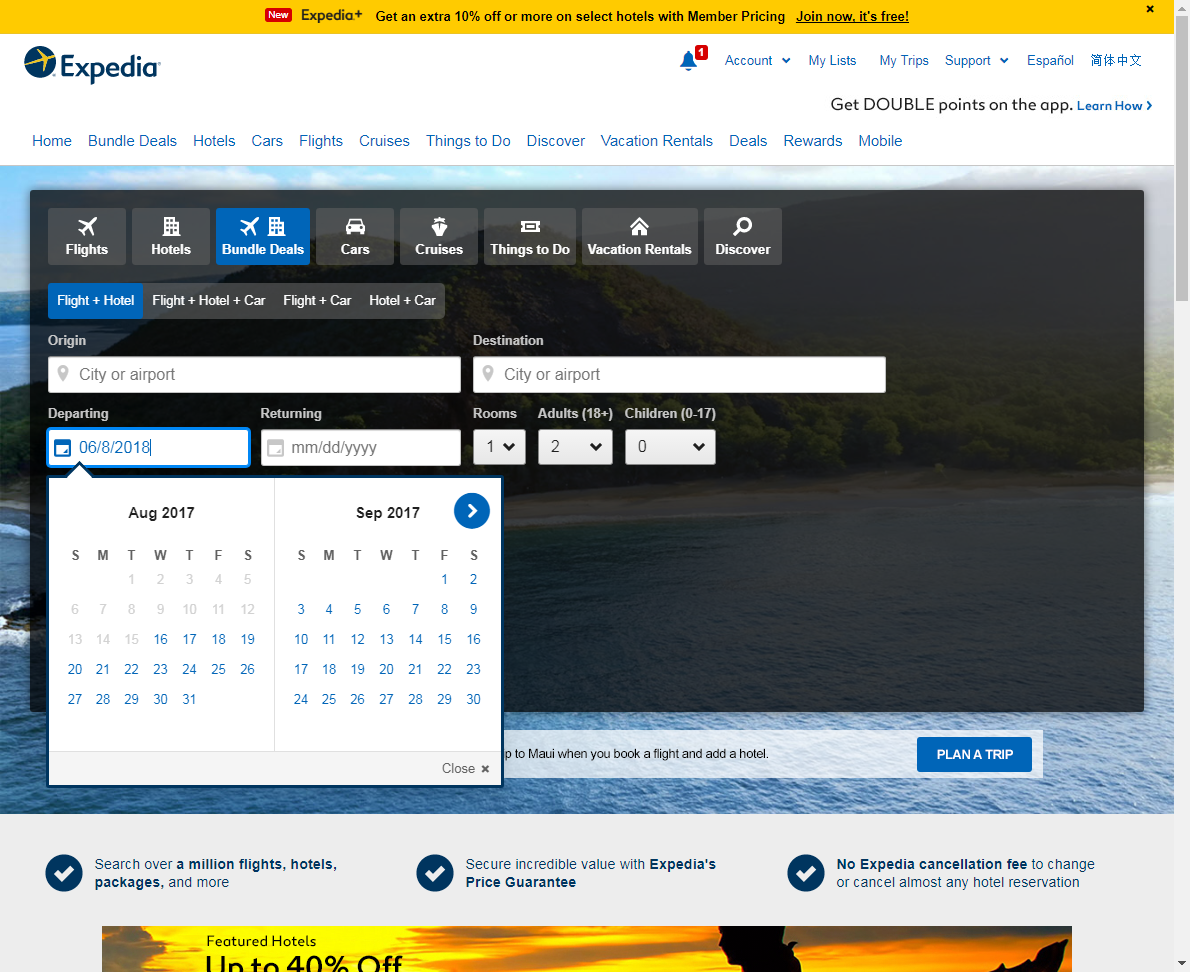 New Expedia+ Get an extra 10% off or more on select hotels with Member Pricing Join now, it's free!
Expedia
1 Account My Lists My Trips Support Español 简体中文
Get DOUBLE points on the app. Learn How
Home Bundle Deals Hotels Cars Flights Cruises Things to Do Discover Vacation Rentals Deals Rewards Mobile
Flights Hotels Bundle Deals Cars Cruises Things to Do Vacation Rentals Discover
Flight + Hotel Flight + Hotel + Car Flight + Car Hotel + Car
Origin Destination
City or airport City or airport
Departing Returning Rooms Adults (18+) Children (0-17)
06/8/2018 mm/dd/yyyy 1 2 0
Aug 2017 Sep 2017
S M T W T F S S M T W T F S
1 2 3 4 5 1 2
6 7 8 9 10 11 12 3 4 5 6 7 8 9
13 14 15 16 17 18 19 10 11 12 13 14 15 16
20 21 22 23 24 25 26 17 18 19 20 21 22 23
27 28 29 30 31 24 25 26 27 28 29 30
p to Maui when you book a flight and add a hotel. PLAN A TRIP
Close
Search over a million flights, hotels,
packages, and more
Secure incredible value with Expedia's
Price Guarantee
No Expedia cancellation fee to change
or cancel almost any hotel reservation
Featured Hotels
Up to 40% Off